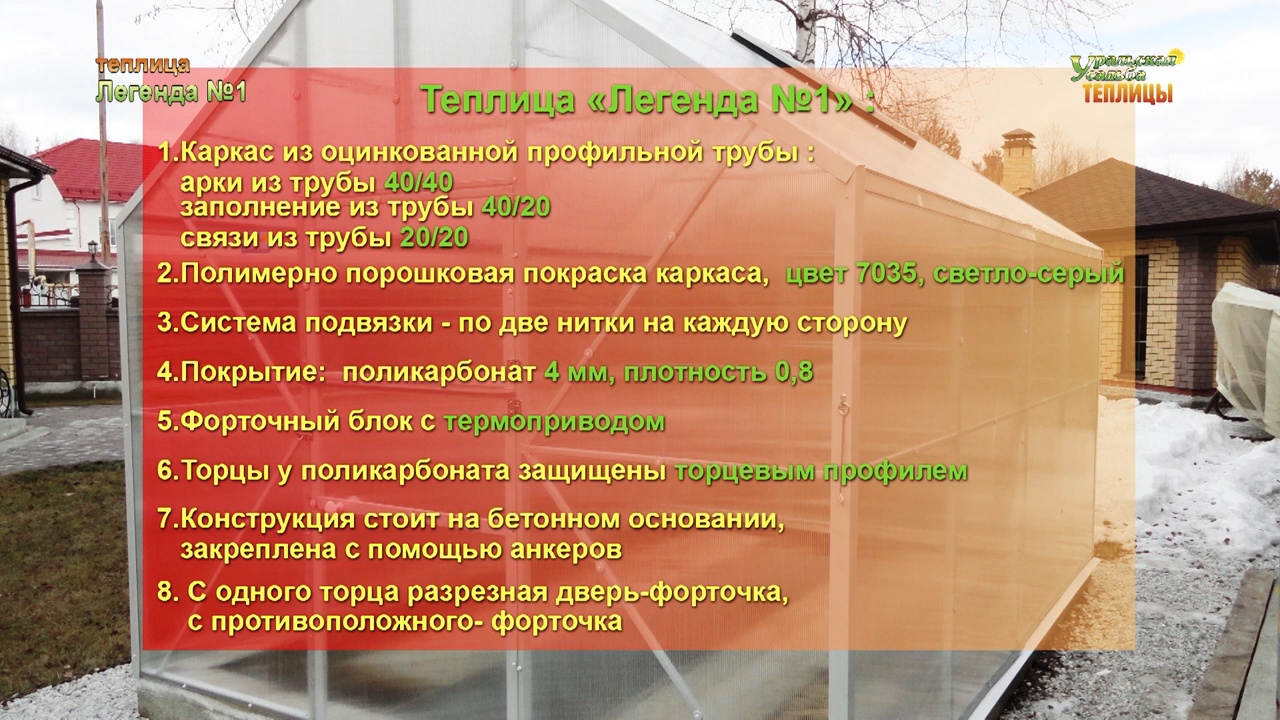 теплица
Легенда №1
Уральская
Усадьба
ТЕПЛИЦЫ
Теплица «Легенда №1» :
1.Каркас из оцинкованной профильной трубы :
арки из трубы 40/40
заполнение из трубы 40/20
связи из трубы 20/20
2.Полимерно порошковая покраска каркаса, цвет 7035, светло-серый
3.Система подвязки - по две нитки на каждую сторону
4.Покрытие: поликарбонат 4 мм, плотность 0,8
5.Форточный блок с термоприводом
6.Торцы у поликарбоната защищены торцевым профилем
7.Конструкция стоит на бетонном основании,
закреплена с помощью анкеров
8. С одного торца разрезная дверь-форточка,
с противоположного- форточка